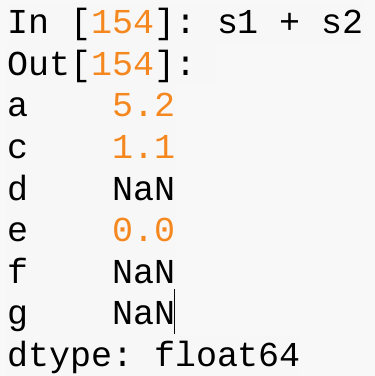 In [154]: s1 + s2
Out[154]:
a    5.2
c    1.1
d    NaN
e    0.0
f    NaN
g    NaN
dtype: float64